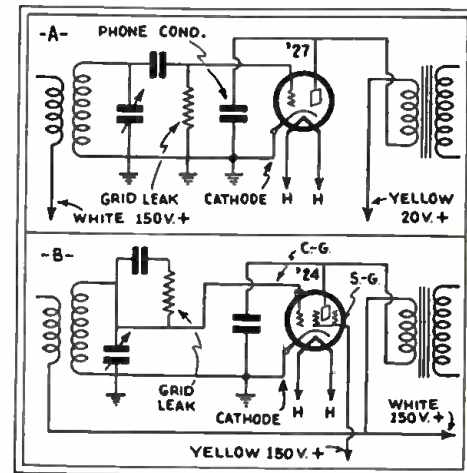 -A-
PHONE COND.
'27
GRID LEAK
CATHODE
H H
YELLOW
20V.+
WHITE 150V.+
-B-
C.-G.
'24
S.-G.
GRID
LEAK
CATHODE
H H
WHITE
150V.+
YELLOW 150V.+